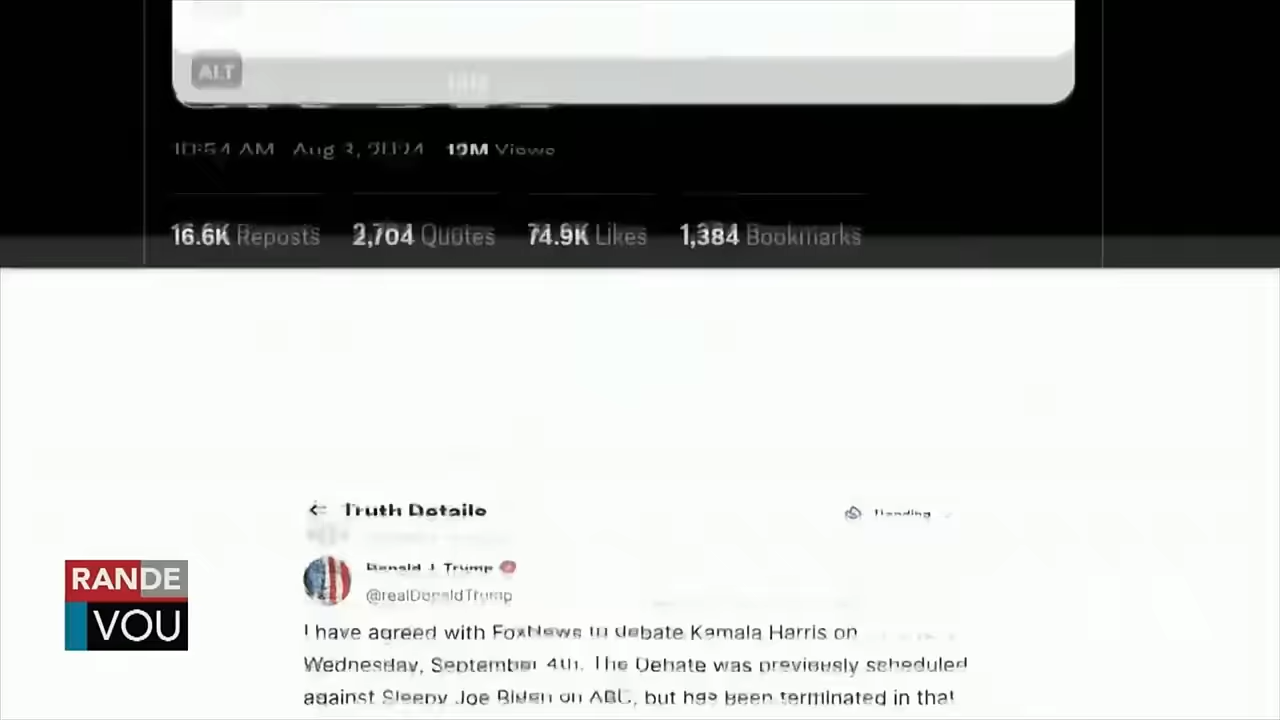 ALT
10:54 AM Aug 3, 2024 12M Views
16.6K Reposts 2,704 Quotes 74.9K Likes 1,384 Bookmarks
Truth Details Trending
Donald J. Trump
@realDonaldTrump
I have agreed with FoxNews to debate Kamala Harris on
Wednesday, September 4th. The Debate was previously scheduled
against Sleepy Joe Biden on ABC, but has been terminated in that
RANDE
VOU